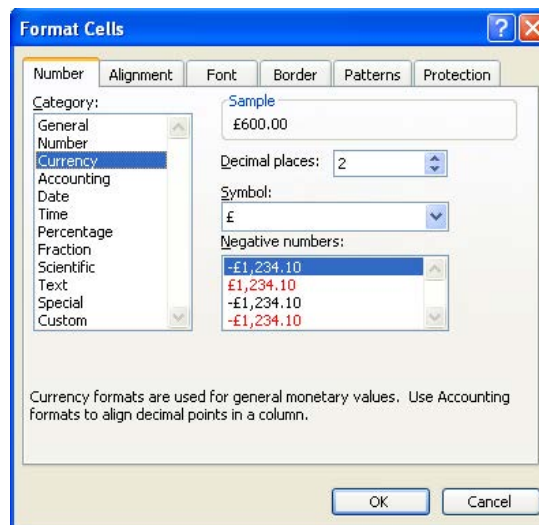 Format Cells
Number Alignment Font Border Patterns Protection
Category:
General
Number
Currency
Accounting
Date
Time
Percentage
Fraction
Scientific
Text
Special
Custom
Sample
£600.00
Decimal places: 2
Symbol:
£
Negative numbers:
-£1,234.10
£1,234.10
-£1,234.10
-£1,234.10
Currency formats are used for general monetary values.  Use Accounting
formats to align decimal points in a column.
OK Cancel